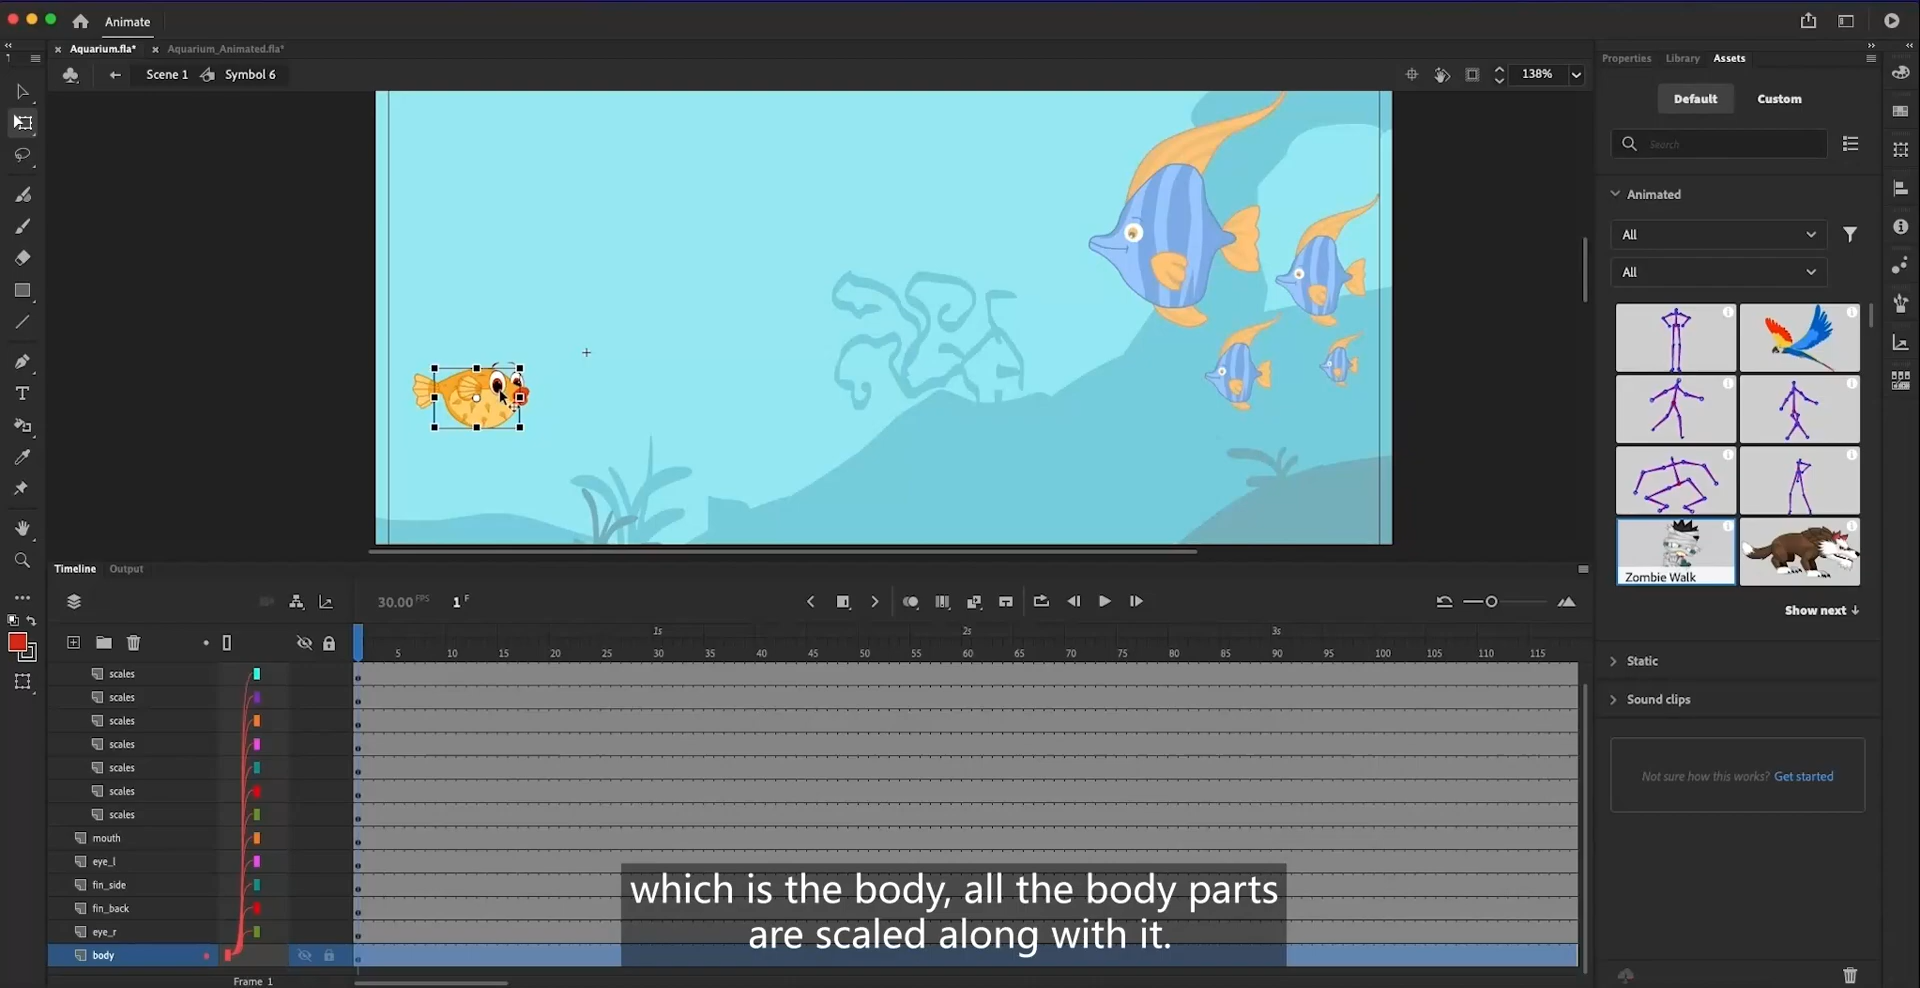 Animate
Aquarium.fla*
Aquarium_Animated.fla*
Scene 1
Symbol 6
138%
Properties
Library
Assets
Default
Custom
Search
Animated
All
All
Zombie Walk
Show next
Static
Sound clips
Not sure how this works? Get started
Timeline
Output
30.00 FPS
1 F
1s
2s
3s
5 10 15 20 25 30 35 40 45 50 55 60 65 70 75 80 85 90 95 100 105 110 115
scales
scales
scales
scales
scales
scales
scales
mouth
eye_l
fin_side
fin_back
eye_r
body
Frame 1
which is the body, all the body parts
are scaled along with it.